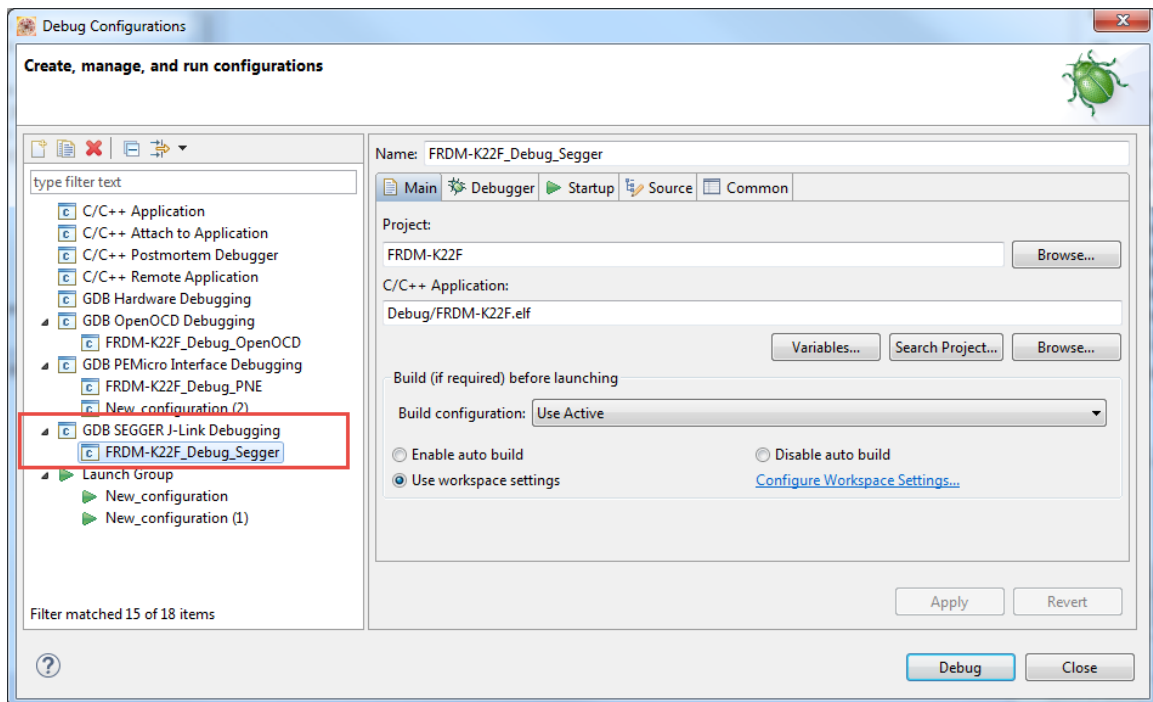 Debug Configurations
Create, manage, and run configurations
type filter text
C/C++ Application
C/C++ Attach to Application
C/C++ Postmortem Debugger
C/C++ Remote Application
GDB Hardware Debugging
GDB OpenOCD Debugging
FRDM-K22F_Debug_OpenOCD
GDB PEMicro Interface Debugging
FRDM-K22F_Debug_PNE
New_configuration (2)
GDB SEGGER J-Link Debugging
FRDM-K22F_Debug_Segger
Launch Group
New_configuration
New_configuration (1)
Filter matched 15 of 18 items
Name: FRDM-K22F_Debug_Segger
Main Debugger Startup Source Common
Project:
FRDM-K22F Browse...
C/C++ Application:
Debug/FRDM-K22F.elf
Variables... Search Project... Browse...
Build (if required) before launching
Build configuration: Use Active
Enable auto build Disable auto build
Use workspace settings Configure Workspace Settings...
Apply Revert
? Debug Close